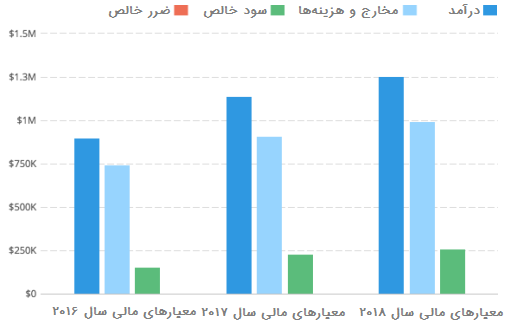 درآمد مخارج و هزینه‌ها سود خالص ضرر خالص
$1.5M
$1.3M
$1M
$750K
$500K
$250K
$0
معیارهای مالی سال ۲۰۱۶ معیارهای مالی سال ۲۰۱۷ معیارهای مالی سال ۲۰۱۸